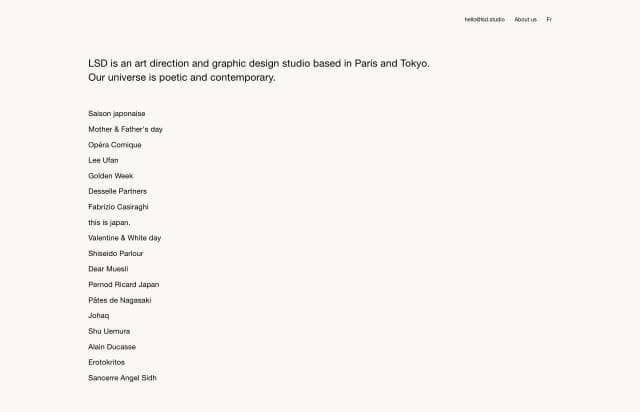 hello@lsd.studio About us Fr
LSD is an art direction and graphic design studio based in Paris and Tokyo.
Our universe is poetic and contemporary.
Saison japonaise
Mother & Father's day
Opéra Comique
Lee Ufan
Golden Week
Desselle Partners
Fabrizio Casiraghi
this is japan.
Valentine & White day
Shiseido Parlour
Dear Muesli
Pernod Ricard Japan
Pâtes de Nagasaki
Johaq
Shu Uemura
Alain Ducasse
Erotokritos
Sancerre Angel Sidh